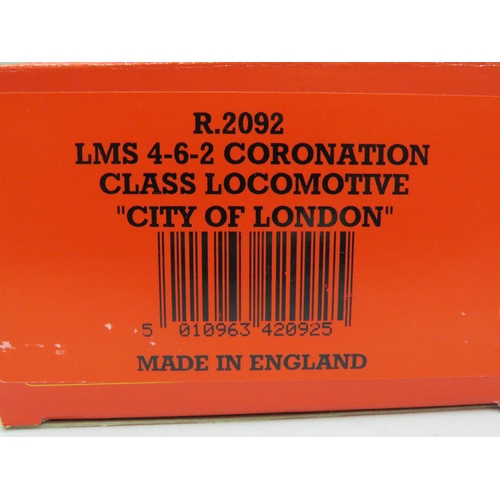 R.2092
LMS 4-6-2 CORONATION
CLASS LOCOMOTIVE
"CITY OF LONDON"
5 010963 420925
MADE IN ENGLAND